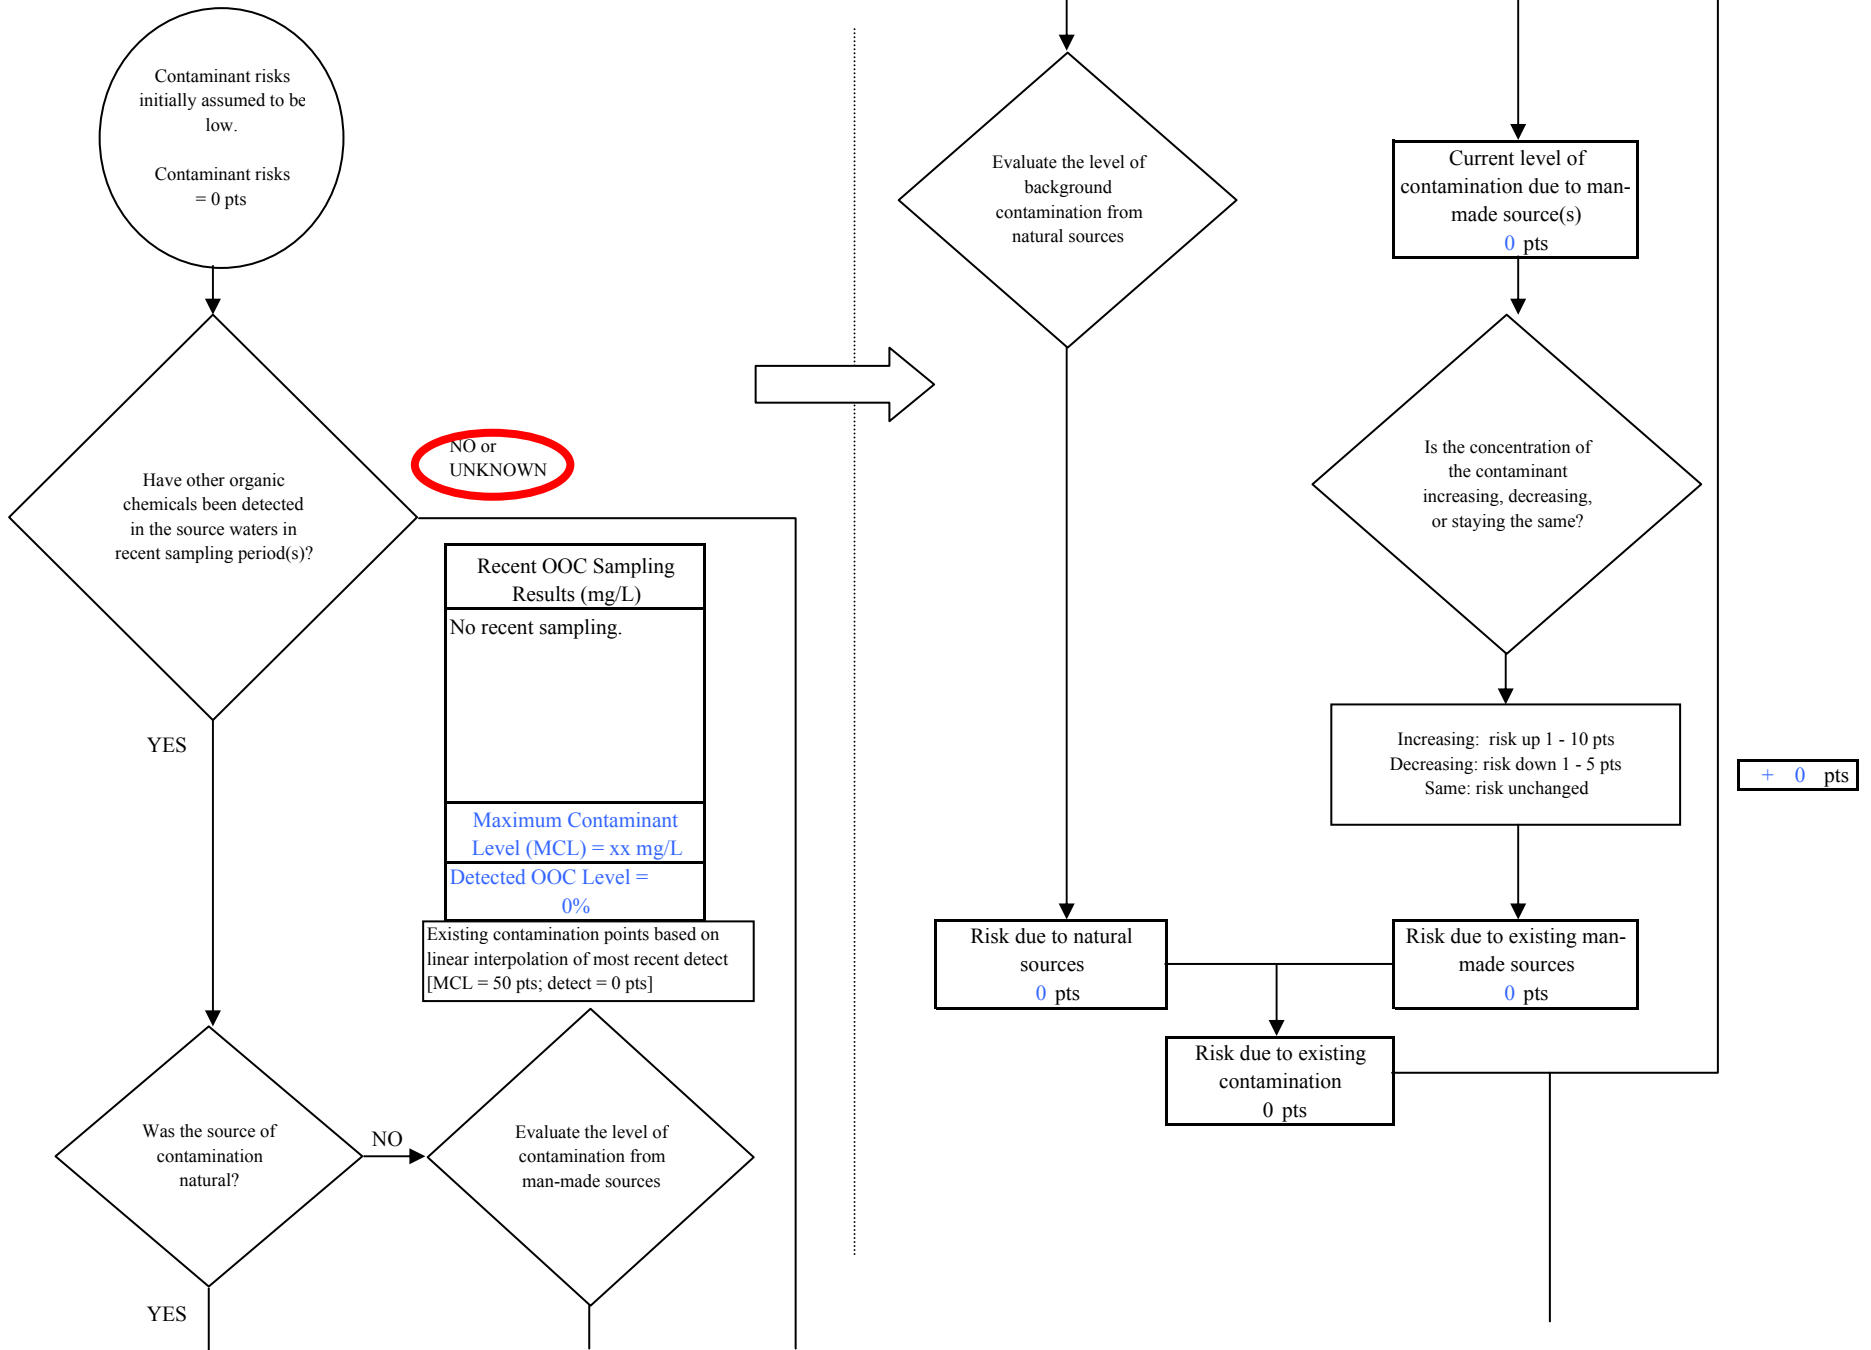 Contaminant risks
initially assumed to be
low.
Contaminant risks
= 0 pts
Have other organic
chemicals been detected
in the source waters in
recent sampling period(s)?
NO or
UNKNOWN
YES
Recent OOC Sampling
Results (mg/L)
No recent sampling.
Maximum Contaminant
Level (MCL) = xx mg/L
Detected OOC Level =
0%
Existing contamination points based on
linear interpolation of most recent detect
[MCL = 50 pts; detect = 0 pts]
Was the source of
contamination
natural?
NO
Evaluate the level of
contamination from
man-made sources
YES
Evaluate the level of
background
contamination from
natural sources
Current level of
contamination due to man-
made source(s)
0 pts
Is the concentration of
the contaminant
increasing, decreasing,
or staying the same?
Increasing: risk up 1 - 10 pts
Decreasing: risk down 1 - 5 pts
Same: risk unchanged
+ 0 pts
Risk due to natural
sources
0 pts
Risk due to existing man-
made sources
0 pts
Risk due to existing
contamination
0 pts